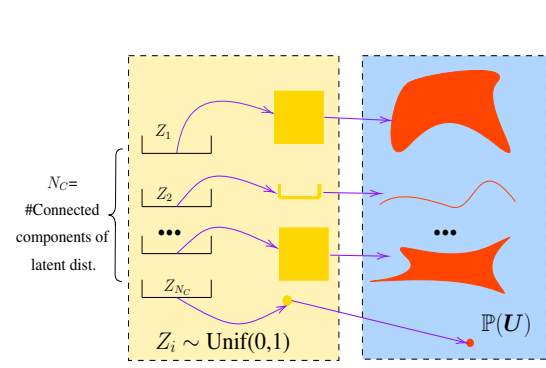 Z_1
N_C=
#Connected
components of
latent dist.
Z_2
•••
•••
Z_{N_C}
ℙ(U)
Z_i ∼ Unif(0,1)